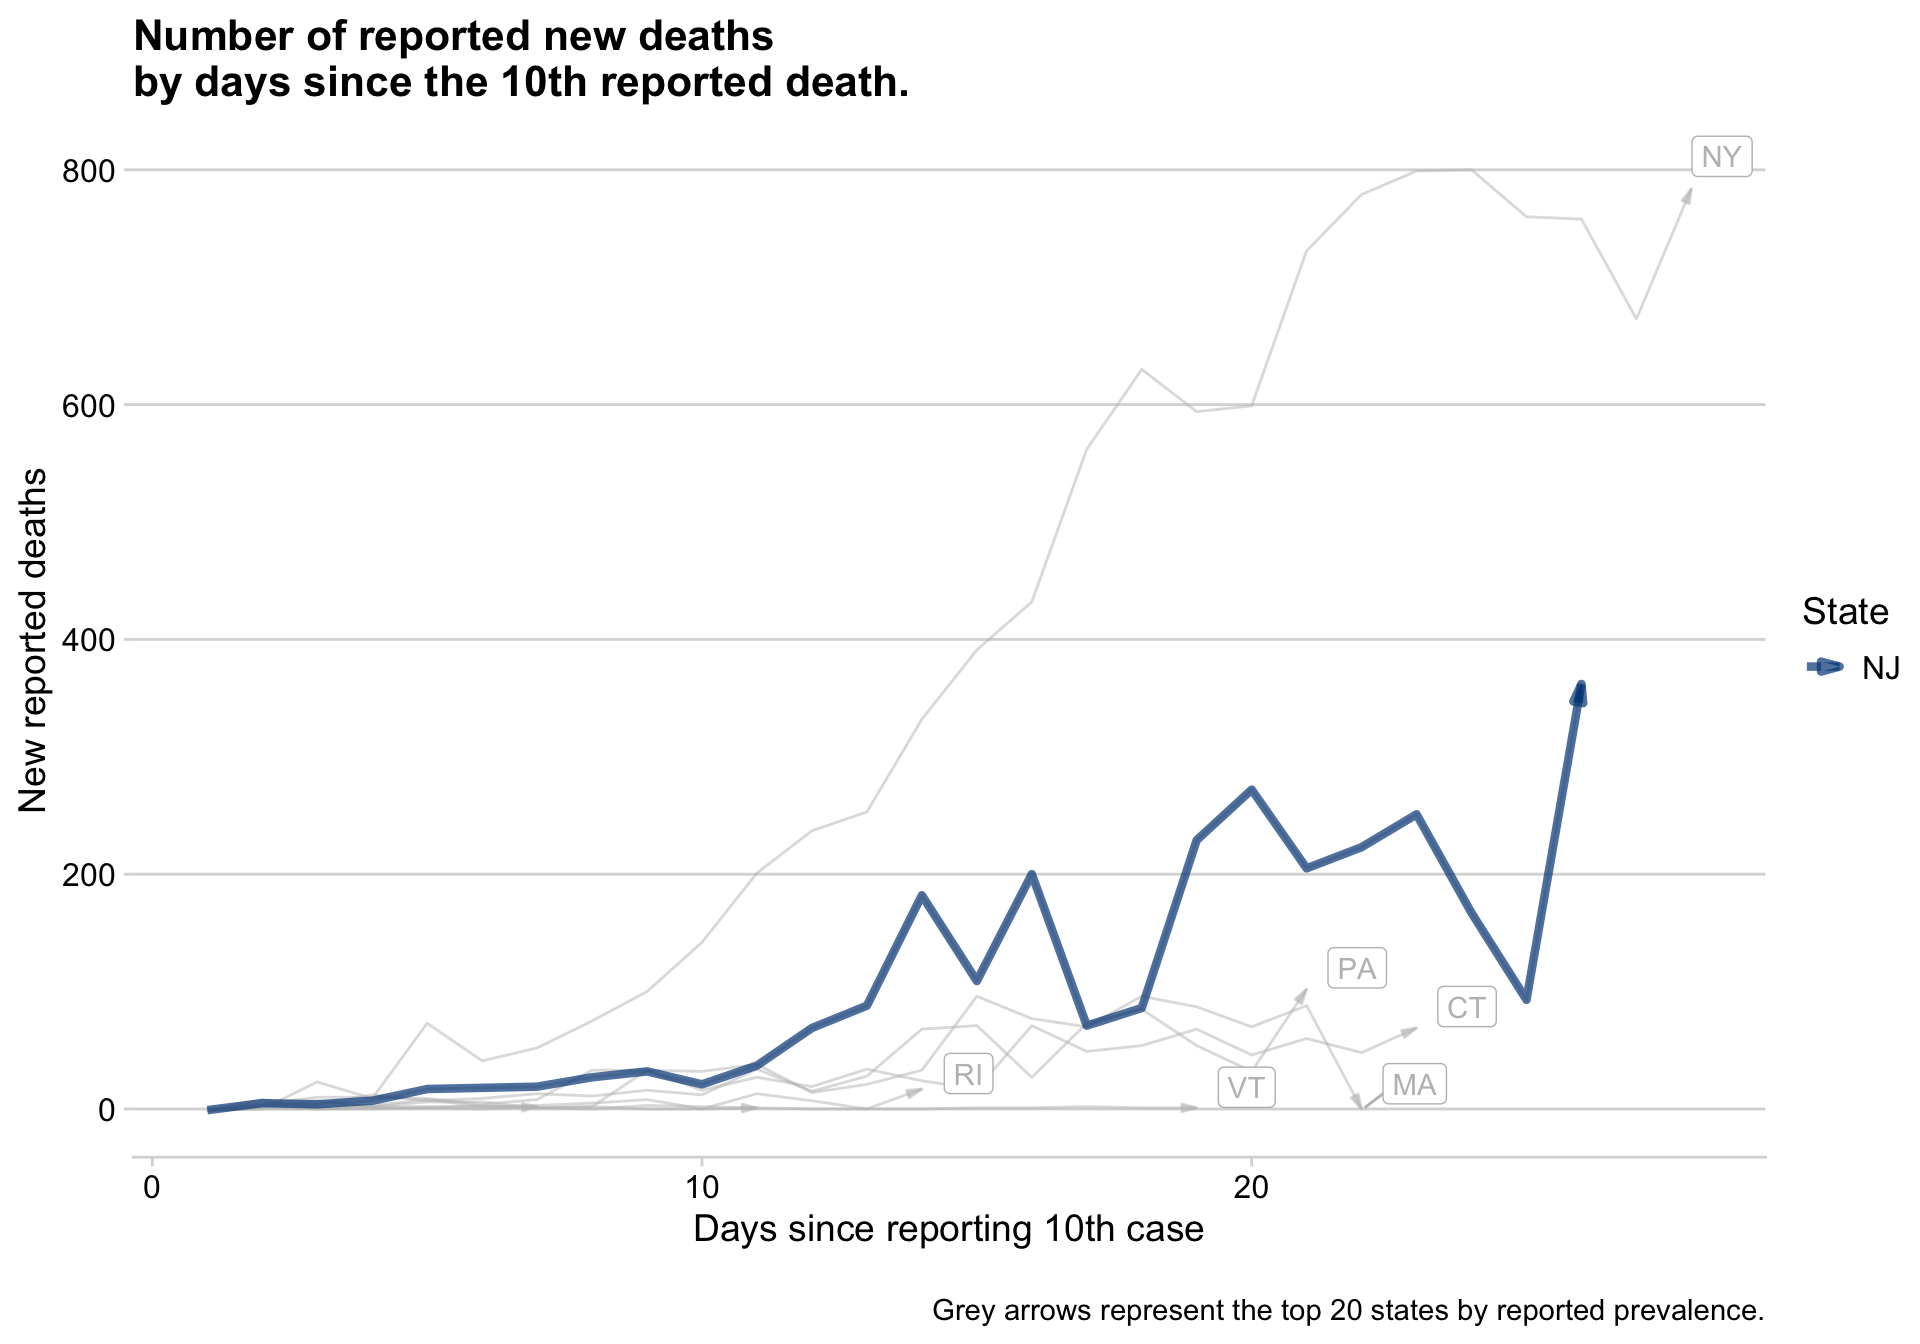 Number of reported new deaths
by days since the 10th reported death.
800
600
400
200
0
New reported deaths
NY
PA
CT
RI
VT
MA
State
NJ
0
10
20
Days since reporting 10th case
Grey arrows represent the top 20 states by reported prevalence.